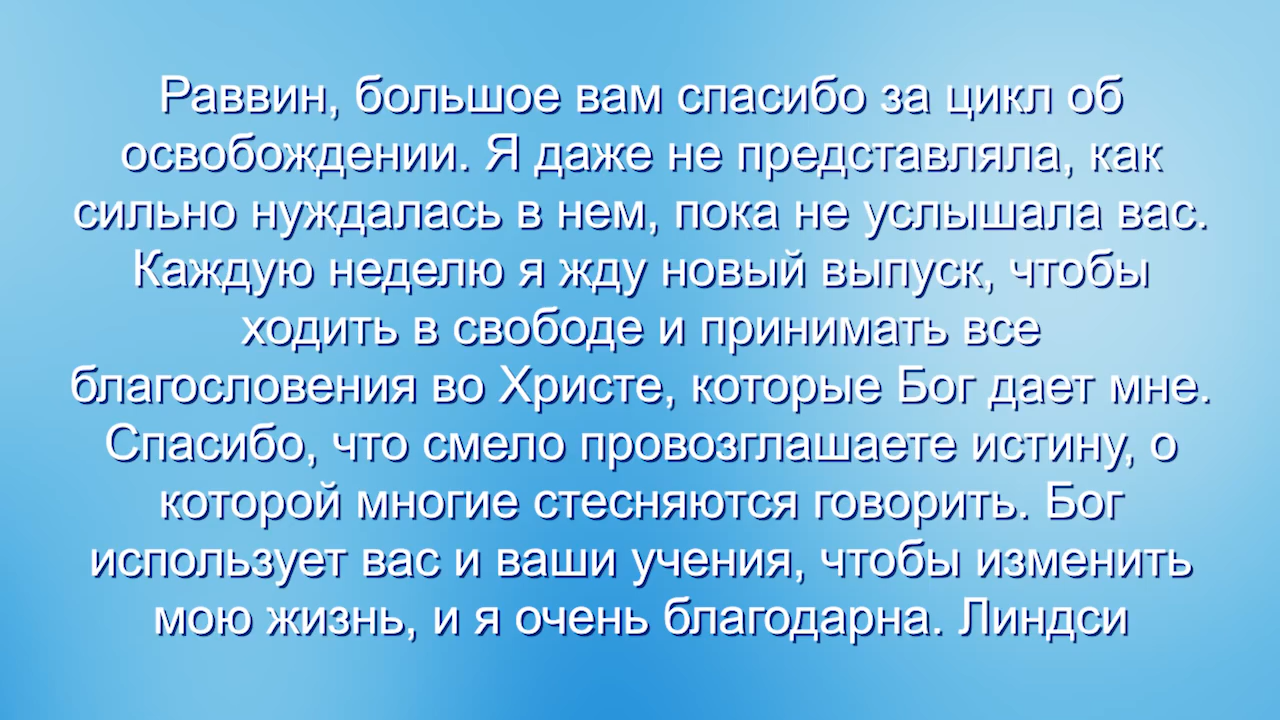 Раввин, большое вам спасибо за цикл об
освобождении. Я даже не представляла, как
сильно нуждалась в нем, пока не услышала вас.
Каждую неделю я жду новый выпуск, чтобы
ходить в свободе и принимать все
благословения во Христе, которые Бог дает мне.
Спасибо, что смело провозглашаете истину, о
которой многие стесняются говорить. Бог
использует вас и ваши учения, чтобы изменить
мою жизнь, и я очень благодарна. Линдси